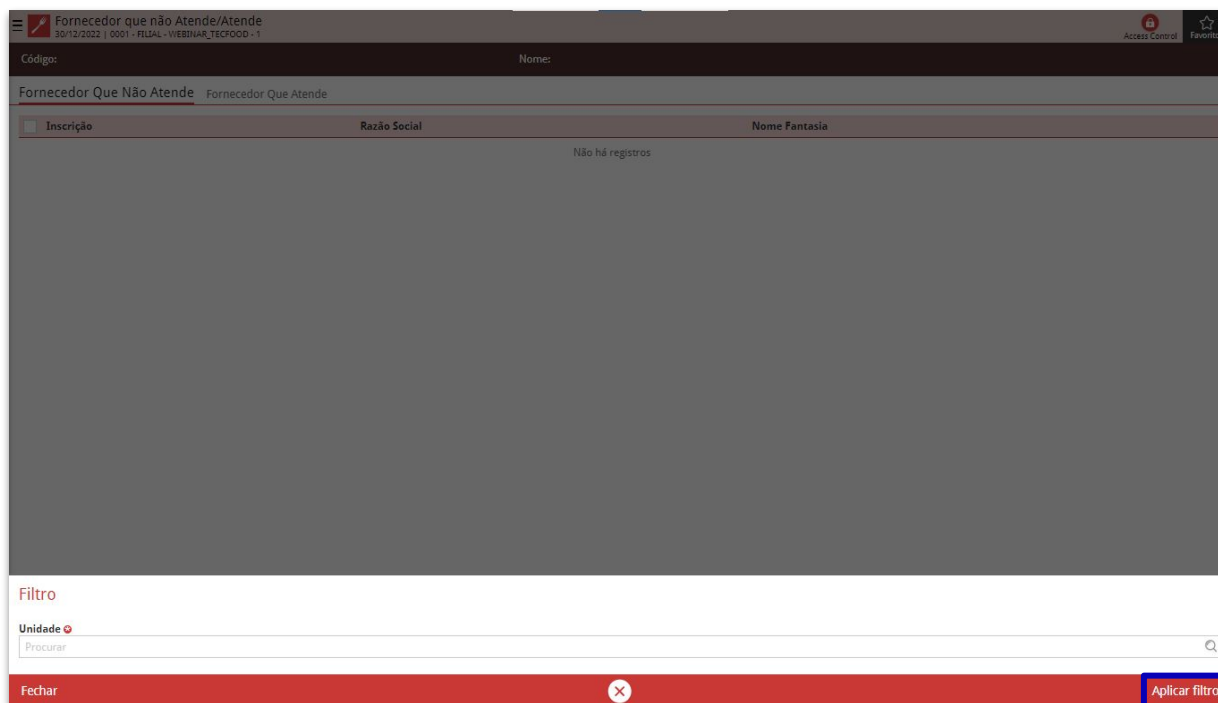 Fornecedor que não Atende/Atende
30/12/2022 | 0001 - FILIAL - WEBINAR_TECFOOD - 1
Access Control
Favorito
Código:
Nome:
Fornecedor Que Não Atende
Fornecedor Que Atende
Inscrição
Razão Social
Nome Fantasia
Não há registros
Filtro
Unidade
Procurar
Fechar
Aplicar filtro